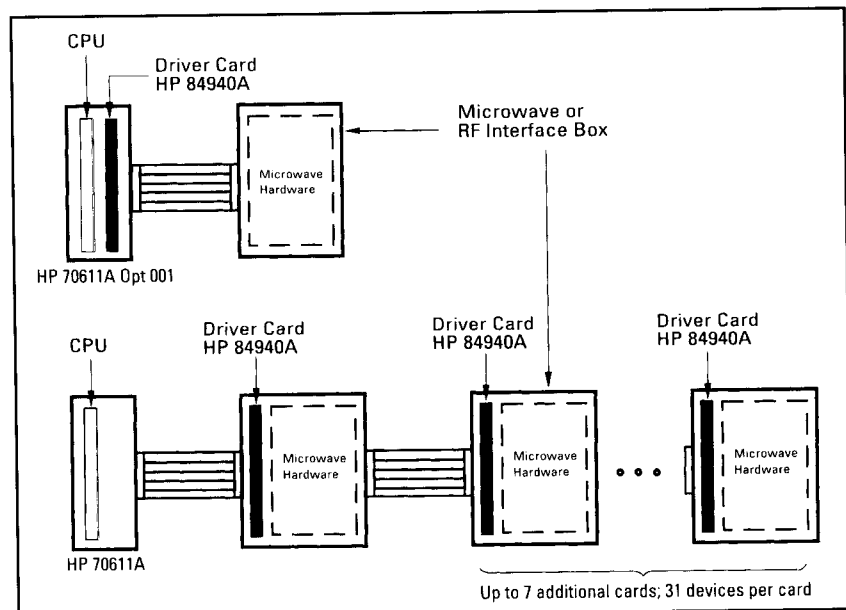 CPU
Driver Card
HP 84940A
Microwave or
RF Interface Box
Microwave
Hardware
HP 70611A Opt 001
Driver Card
HP 84940A
Driver Card
HP 84940A
Driver Card
HP 84940A
CPU
Microwave
Hardware
Microwave
Hardware
Microwave
Hardware
HP 70611A
Up to 7 additional cards; 31 devices per card